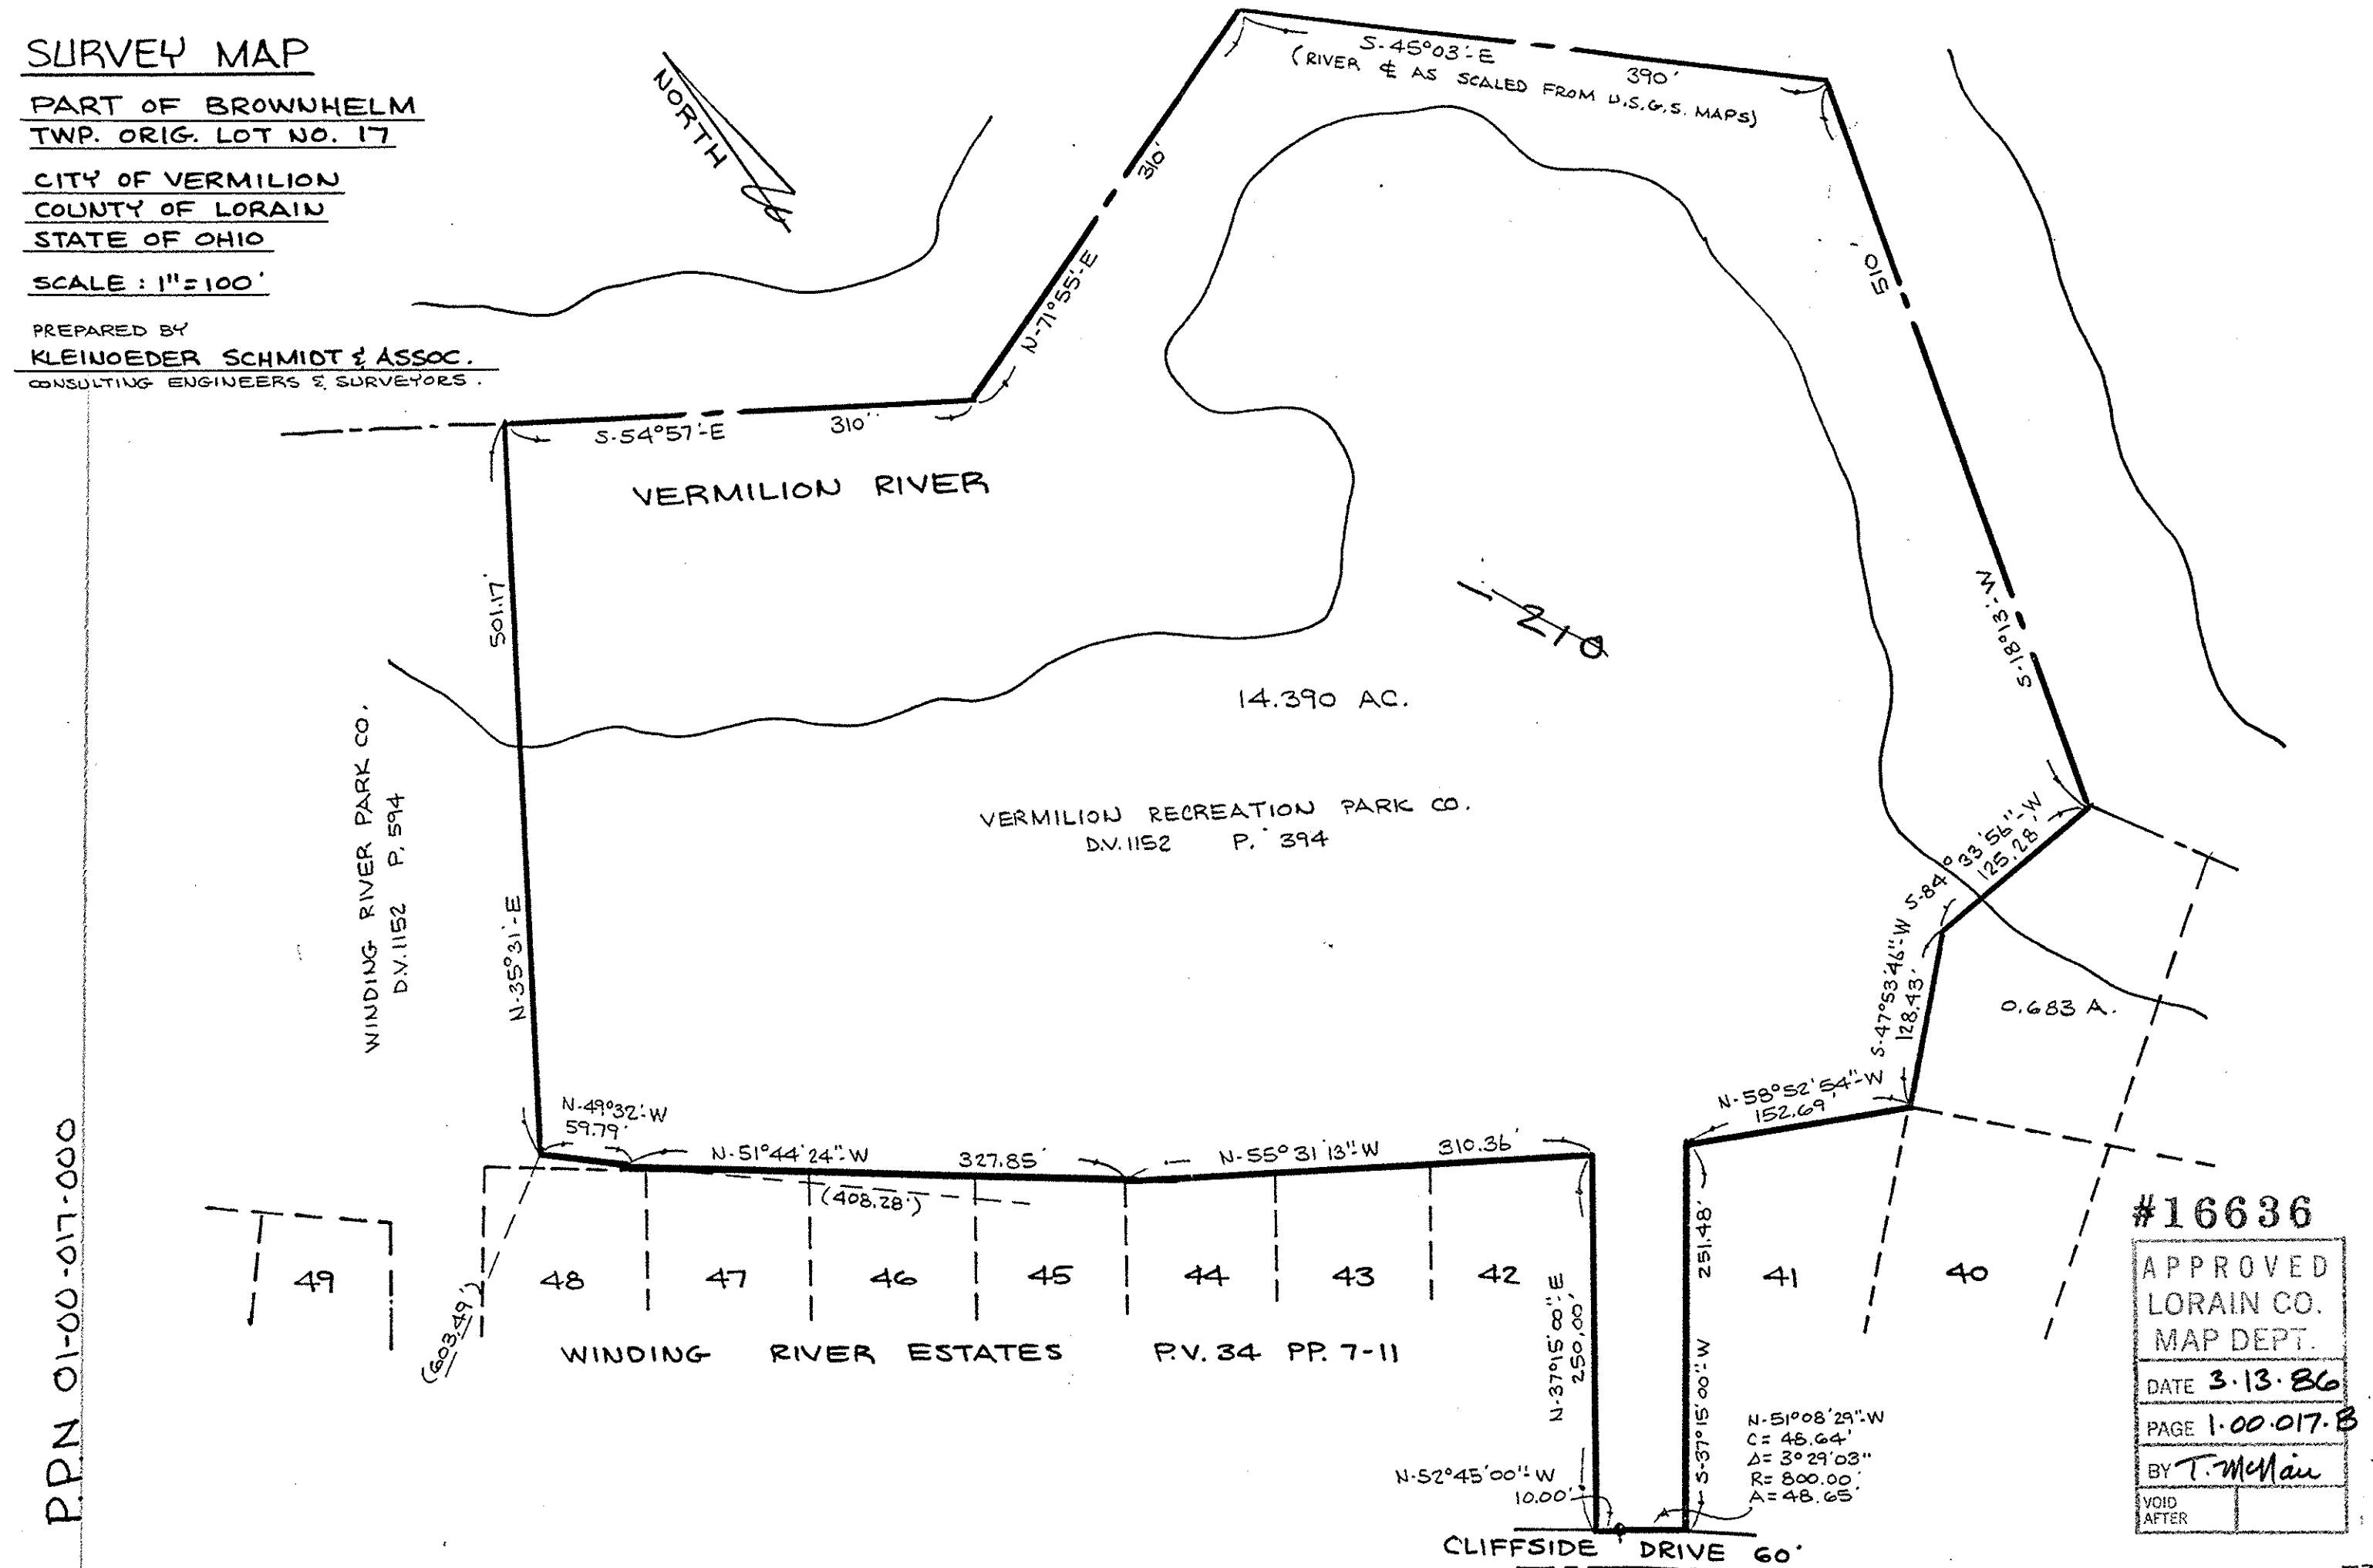 SURVEY MAP
PART OF BROWNHELM
TWP. ORIG. LOT NO. 17
CITY OF VERMILION
COUNTY OF LORAIN
STATE OF OHIO
SCALE : 1"=100'
PREPARED BY
KLEINOEDER SCHMIDT & ASSOC.
CONSULTING ENGINEERS & SURVEYORS.
NORTH
S-45°03'-E
390'
(RIVER ℄ AS SCALED FROM U.S.G.S. MAPS)
310'
N-71°55'-E
510'
S-18°13'-W
S-54°57'-E
310'
VERMILION RIVER
501.17'
N-35°31'-E
210
14.390 AC.
VERMILION RECREATION PARK CO.
D.V. 1152 P. 394
WINDING RIVER PARK CO.
D.V. 1152 P. 594
S-84°33'56"-W
125.28'
S-47°53'46"-W
128.43'
0.683 A.
N-58°52'54"-W
152.69'
N-49°32'-W
59.79'
N-51°44'24"-W
327.85'
N-55°31'13"-W
310.36'
(408.28')
(603.49')
49
48
47
46
45
44
43
42
41
40
WINDING RIVER ESTATES P.V. 34 PP. 7-11
N-37°15'00"-E
250.00'
251.48'
S-37°15'00"-W
N-51°08'29"-W
C= 48.64'
Δ= 3°29'03"
R= 800.00'
A= 48.65'
N-52°45'00"-W
10.00'
CLIFFSIDE DRIVE 60'
P.P.N 01-00-017-000
#16636
APPROVED
LORAIN CO.
MAP DEPT.
DATE 3.13.86
PAGE 1.00.017.B
BY T. McNair
VOID
AFTER